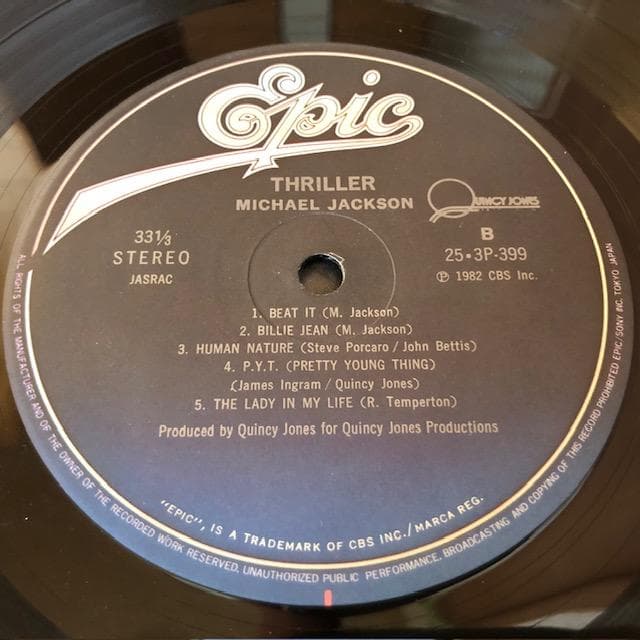 Epic
THRILLER
MICHAEL JACKSON
QUINCY JONES
33⅓
STEREO
JASRAC
B
25•3P-399
℗ 1982 CBS Inc.
1. BEAT IT (M. Jackson)
2. BILLIE JEAN (M. Jackson)
3. HUMAN NATURE (Steve Porcaro / John Bettis)
4. P.Y.T. (PRETTY YOUNG THING)
(James Ingram / Quincy Jones)
5. THE LADY IN MY LIFE (R. Temperton)
Produced by Quincy Jones for Quincy Jones Productions
"EPIC", IS A TRADEMARK OF CBS INC./MARCA REG.
ALL RIGHTS OF THE MANUFACTURER AND OF THE OWNER OF THE RECORDED WORK RESERVED. UNAUTHORIZED PUBLIC PERFORMANCE, BROADCASTING AND COPYING OF THIS RECORD PROHIBITED EPIC/SONY INC. TOKYO JAPAN